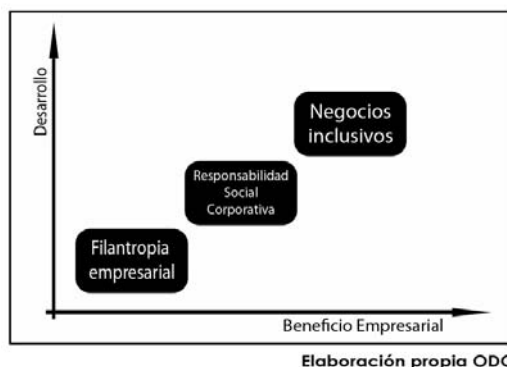 Desarrollo
Negocios
inclusivos
Responsabilidad
Social
Corporativa
Filantropia
empresarial
Beneficio Empresarial
Elaboración propia ODC